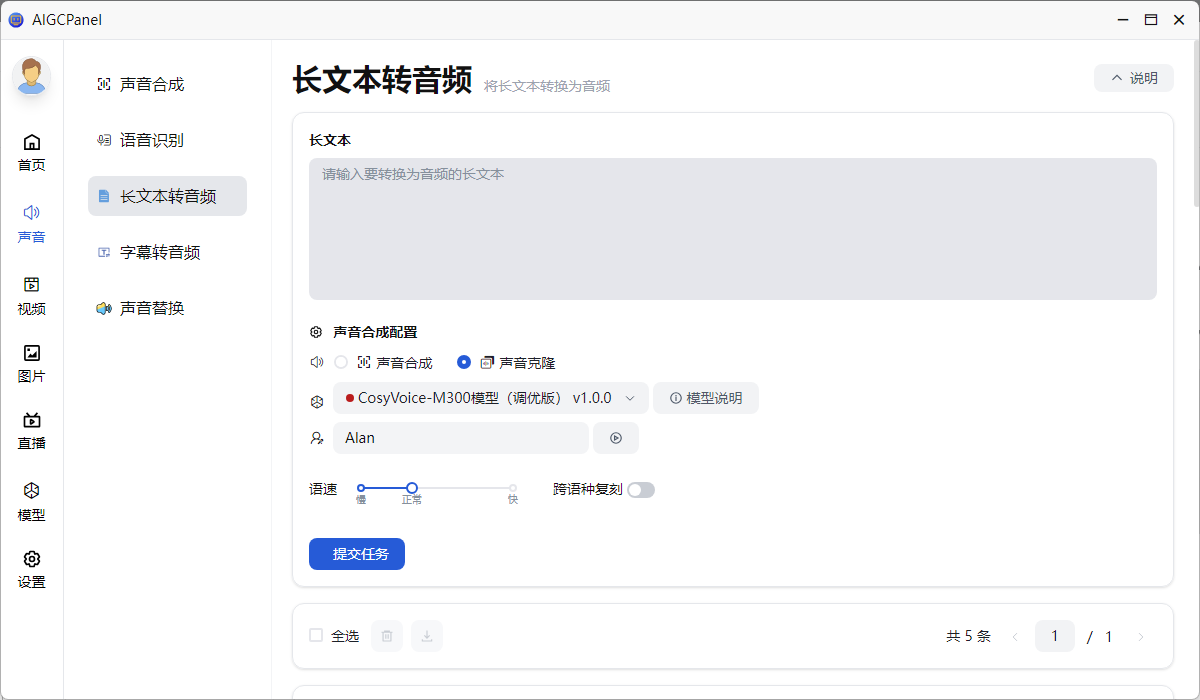 AIGCPanel
首页
声音
视频
图片
直播
模型
设置
声音合成
语音识别
长文本转音频
字幕转音频
声音替换
长文本转音频 将长文本转换为音频
说明
长文本
请输入要转换为音频的长文本
声音合成配置
声音合成 声音克隆
CosyVoice-M300模型（调优版） v1.0.0 模型说明
Alan
语速 慢 正常 快 跨语种复刻
提交任务
全选 共 5 条 1 / 1